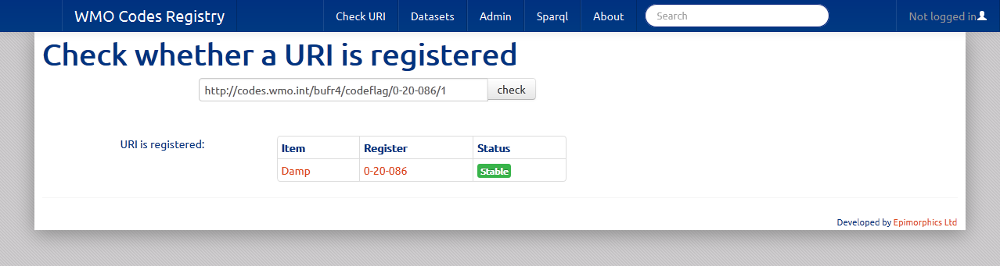 WMO Codes Registry Check URI Datasets Admin Sparql About Search Not logged in
Check whether a URI is registered
http://codes.wmo.int/bufr4/codeflag/0-20-086/1 check
URI is registered: Item Register Status
Damp 0-20-086 Stable
Developed by Epimorphics Ltd